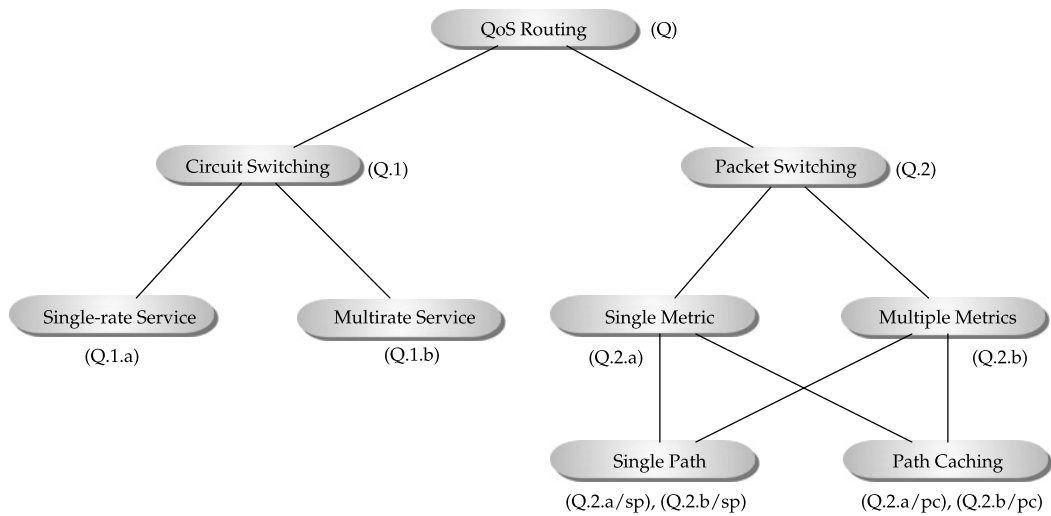 QoS Routing (Q)
Circuit Switching (Q.1)
Packet Switching (Q.2)
Single-rate Service
Multirate Service
Single Metric
Multiple Metrics
(Q.1.a)
(Q.1.b)
(Q.2.a)
(Q.2.b)
Single Path
Path Caching
(Q.2.a/sp), (Q.2.b/sp)
(Q.2.a/pc), (Q.2.b/pc)